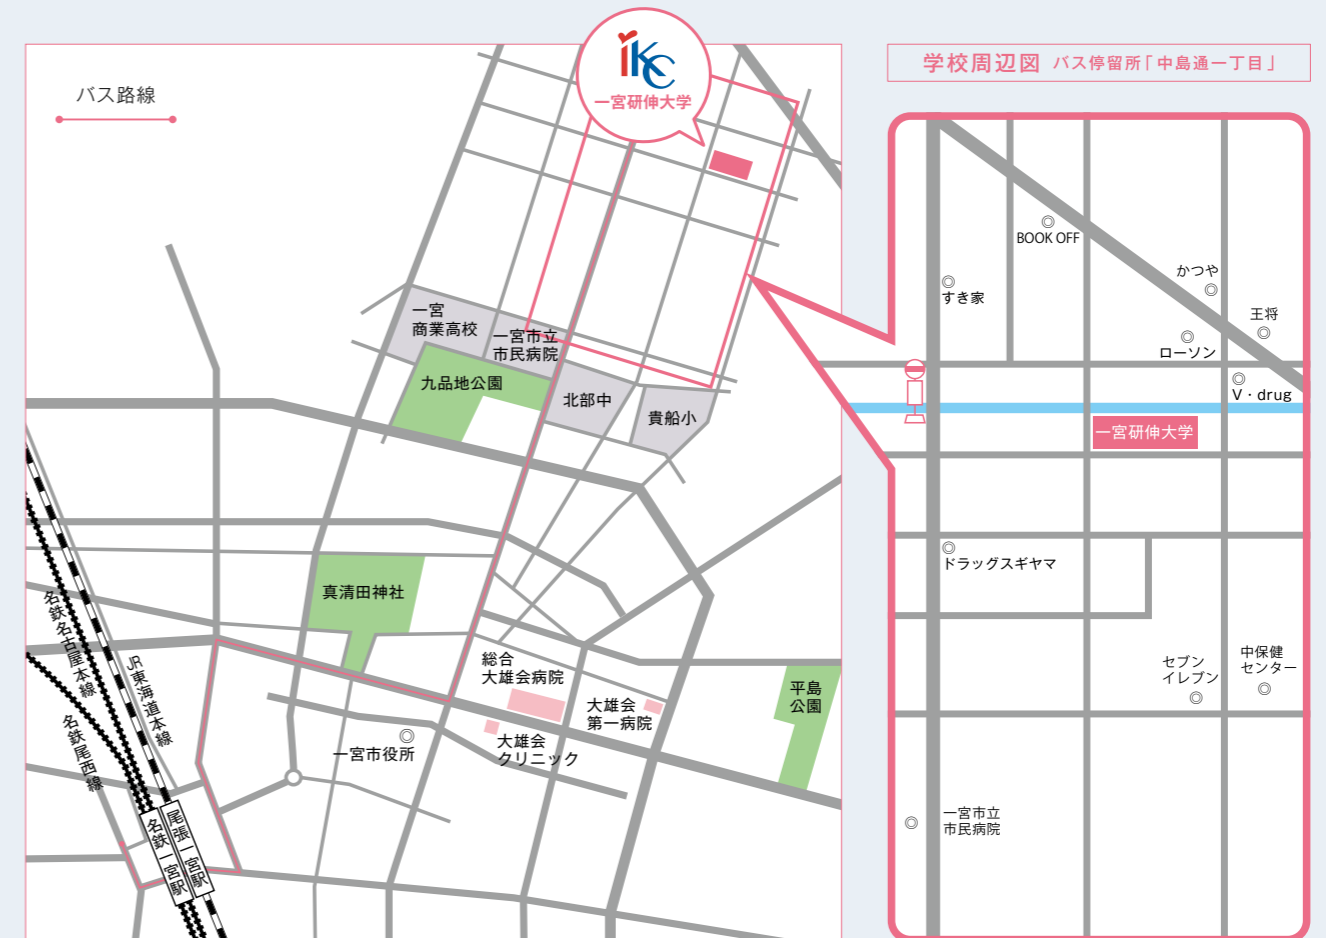 バス路線
iKC
一宮研伸大学
学校周辺図 バス停留所「中島通一丁目」
一宮
商業高校
一宮市立
市民病院
九品地公園
北部中
貴船小
真清田神社
総合
大雄会病院
大雄会
第一病院
大雄会
クリニック
一宮市役所
平島
公園
名鉄名古屋本線
JR東海道本線
名鉄尾西線
名鉄一宮駅
尾張一宮駅
BOOK OFF
すき家
かつや
王将
ローソン
V・drug
一宮研伸大学
ドラッグスギヤマ
セブン
イレブン
中保健
センター
一宮市立
市民病院